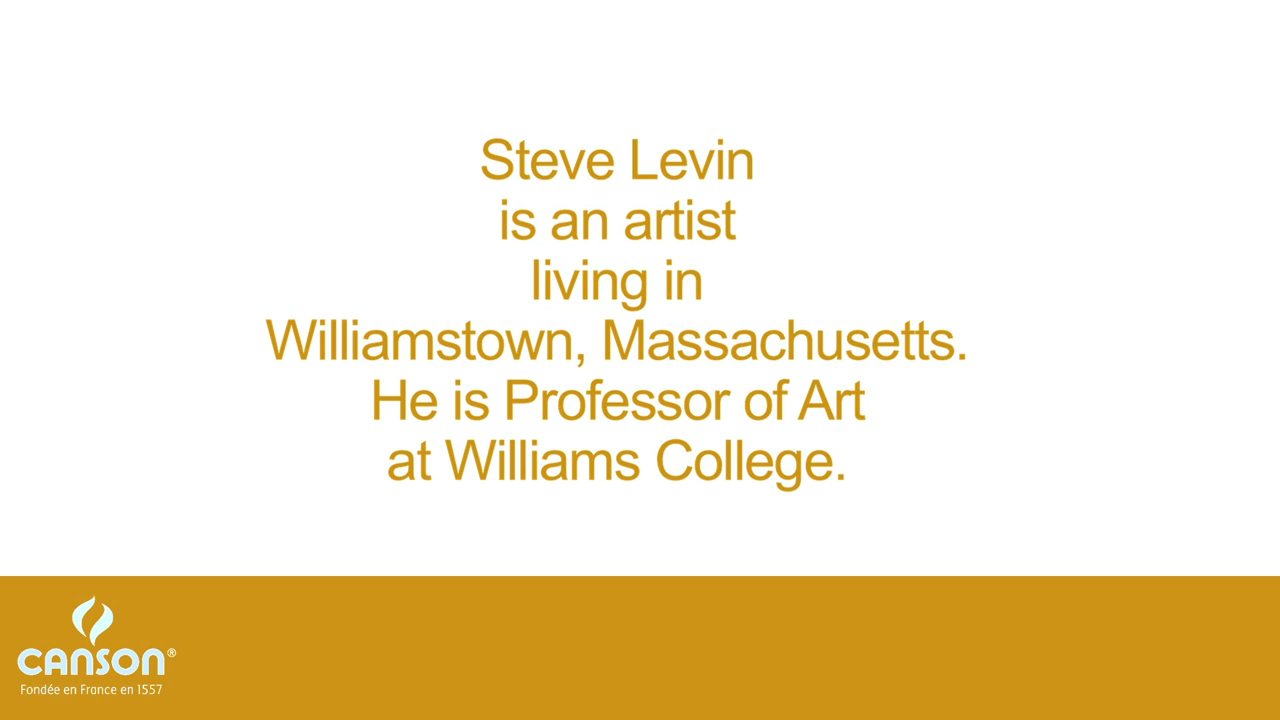 Steve Levin
is an artist
living in
Williamstown, Massachusetts.
He is Professor of Art
at Williams College.
CANSON®
Fondée en France en 1557